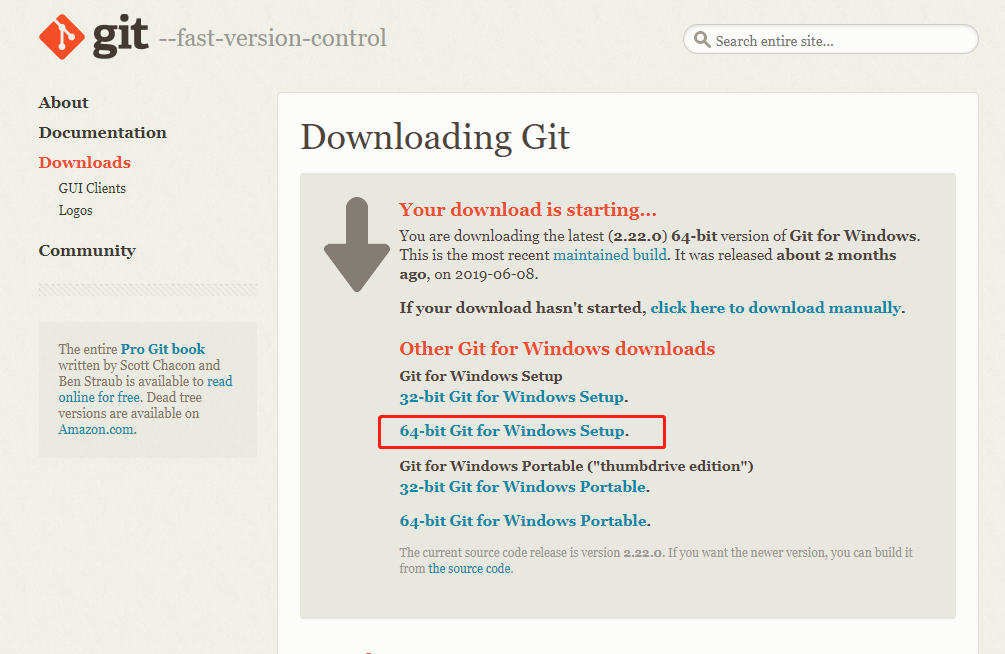 git --fast-version-control
Search entire site...
About
Documentation
Downloads
GUI Clients
Logos
Community
The entire Pro Git book
written by Scott Chacon and
Ben Straub is available to read
online for free. Dead tree
versions are available on
Amazon.com.
Downloading Git
Your download is starting...
You are downloading the latest (2.22.0) 64-bit version of Git for Windows.
This is the most recent maintained build. It was released about 2 months
ago, on 2019-06-08.
If your download hasn't started, click here to download manually.
Other Git for Windows downloads
Git for Windows Setup
32-bit Git for Windows Setup.
64-bit Git for Windows Setup.
Git for Windows Portable ("thumbdrive edition")
32-bit Git for Windows Portable.
64-bit Git for Windows Portable.
The current source code release is version 2.22.0. If you want the newer version, you can build it
from the source code.